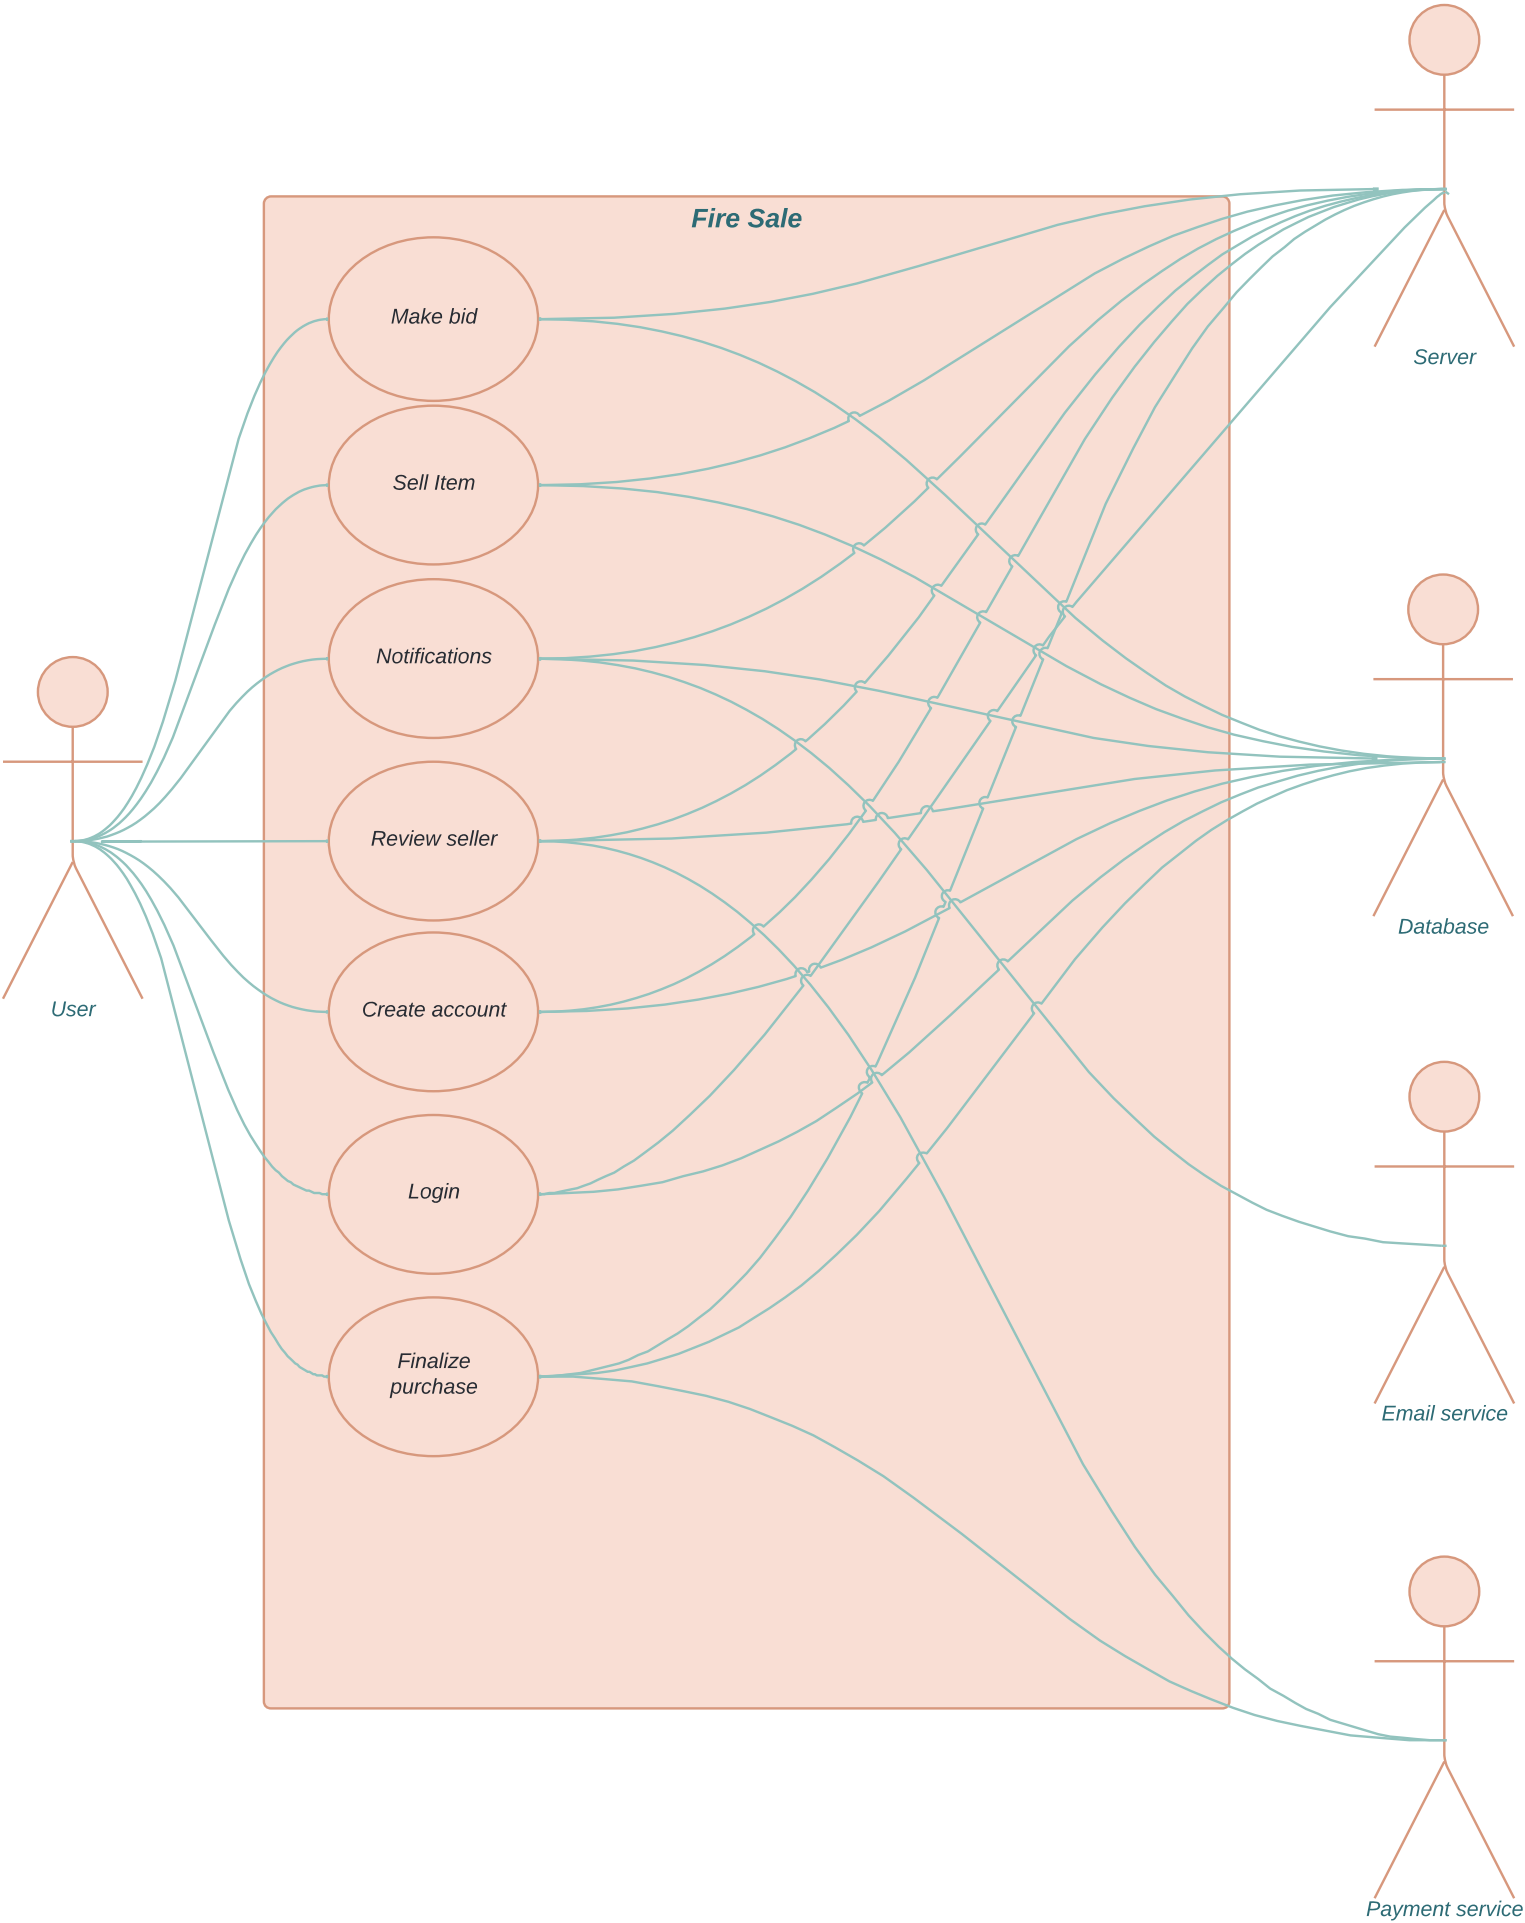 Fire Sale
Make bid
Sell Item
Notifications
Review seller
Create account
Login
Finalize
purchase
User
Server
Database
Email service
Payment service